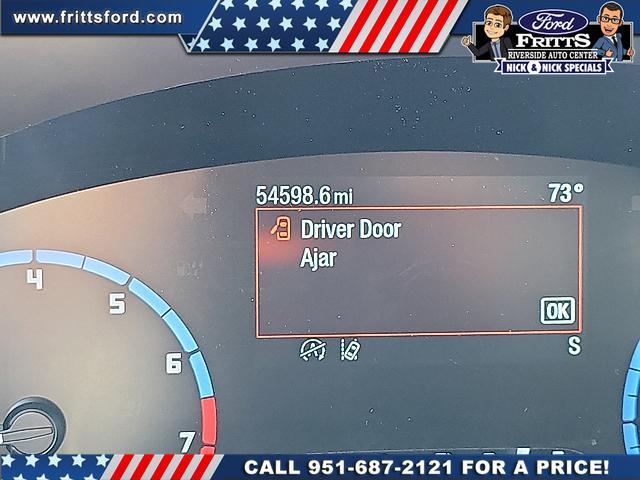 www.frittsford.com
Ford
FRITTS
RIVERSIDE AUTO CENTER
NICK & NICK SPECIALS
54598.6 mi 73°
Driver Door
Ajar
OK
S
4
5
6
7
CALL 951-687-2121 FOR A PRICE!